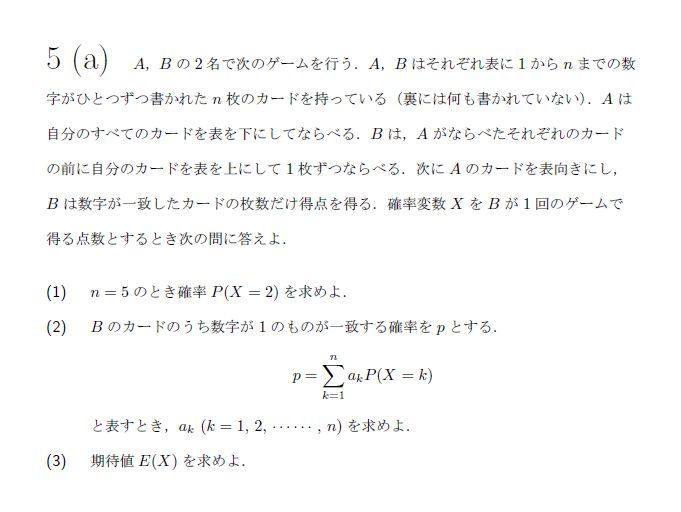 5 (a) A, B の 2 名で次のゲームを行う. A, B はそれぞれ表に 1 から n までの数
字がひとつずつ書かれた n 枚のカードを持っている (裏には何も書かれていない). A は
自分のすべてのカードを表を下にしてならべる. B は, A がならべたそれぞれのカード
の前に自分のカードを表を上にして 1 枚ずつならべる. 次に A のカードを表向きにし,
B は数字が一致したカードの枚数だけ得点を得る. 確率変数 X を B が 1 回のゲームで
得る点数とするとき次の問に答えよ.
(1) n = 5 のとき確率 P(X = 2) を求めよ.
(2) B のカードのうち数字が 1 のものが一致する確率を p とする.
p = \sum_{k=1}^{n} a_k P(X = k)
と表すとき, a_k (k = 1, 2, ······ , n) を求めよ.
(3) 期待値 E(X) を求めよ.